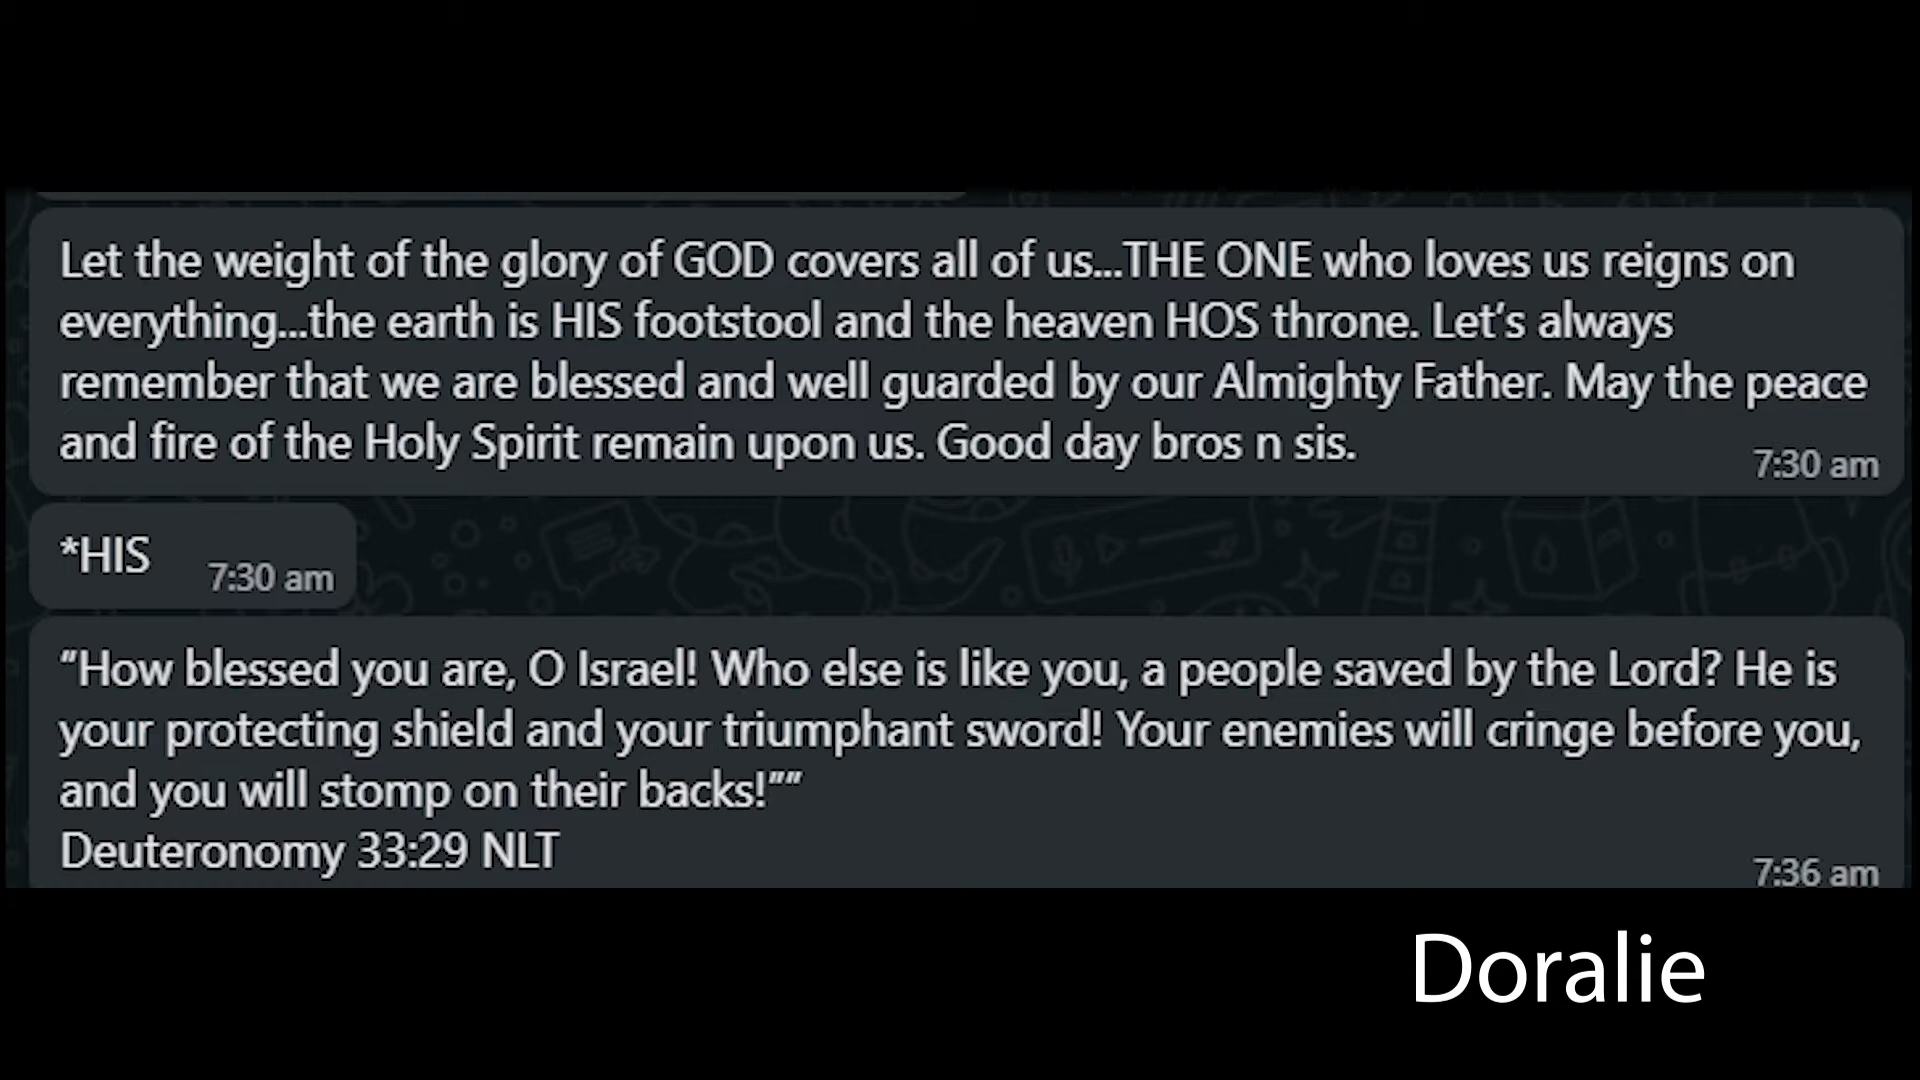 Let the weight of the glory of GOD covers all of us...THE ONE who loves us reigns on
everything...the earth is HIS footstool and the heaven HOS throne. Let's always
remember that we are blessed and well guarded by our Almighty Father. May the peace
and fire of the Holy Spirit remain upon us. Good day bros n sis.
7:30 am
*HIS
7:30 am
“How blessed you are, O Israel! Who else is like you, a people saved by the Lord? He is
your protecting shield and your triumphant sword! Your enemies will cringe before you,
and you will stomp on their backs!””
Deuteronomy 33:29 NLT
7:36 am
Doralie